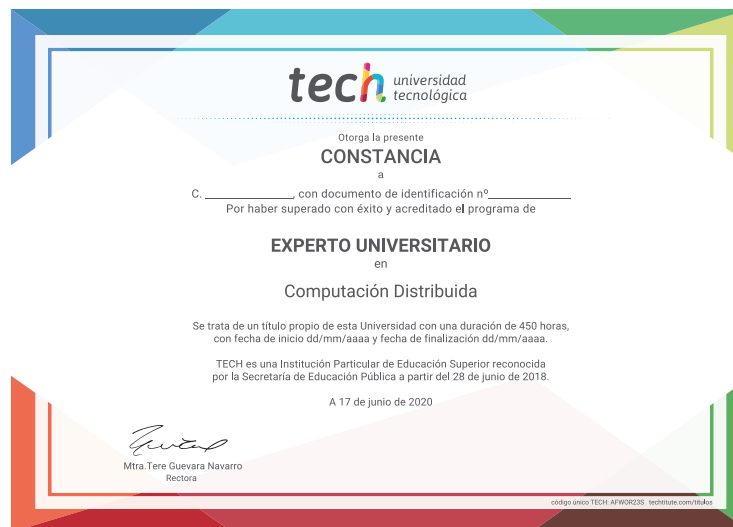 tech universidad
tecnológica
Otorga la presente
CONSTANCIA
a
C. ______________, con documento de identificación nº_____________
Por haber superado con éxito y acreditado el programa de
EXPERTO UNIVERSITARIO
en
Computación Distribuida
Se trata de un título propio de esta Universidad con una duración de 450 horas,
con fecha de inicio dd/mm/aaaa y fecha de finalización dd/mm/aaaa.
TECH es una Institución Particular de Educación Superior reconocida
por la Secretaría de Educación Pública a partir del 28 de junio de 2018.
A 17 de junio de 2020
Mtra.Tere Guevara Navarro
Rectora
código único TECH: AFWOR23S techtitute.com/titulos